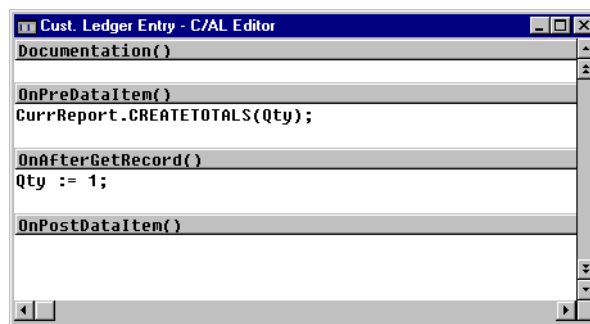 Cust. Ledger Entry - C/AL Editor
Documentation()
OnPreDataItem()
CurrReport.CREATETOTALS(Qty);
OnAfterGetRecord()
Qty := 1;
OnPostDataItem()